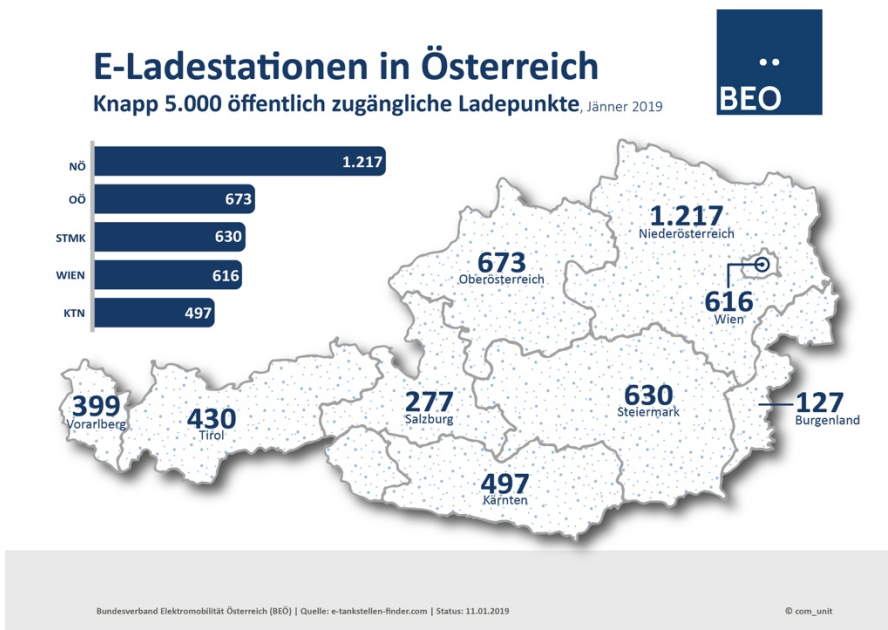 E-Ladestationen in Österreich
Knapp 5.000 öffentlich zugängliche Ladepunkte, Jänner 2019
BEÖ
NÖ 1.217
OÖ 673
STMK 630
WIEN 616
KTN 497
1.217
Niederösterreich
673
Oberösterreich
616
Wien
399
Vorarlberg
430
Tirol
277
Salzburg
630
Steiermark
127
Burgenland
497
Kärnten
Bundesverband Elektromobilität Österreich (BEÖ) | Quelle: e-tankstellen-finder.com | Status: 11.01.2019
© com_unit